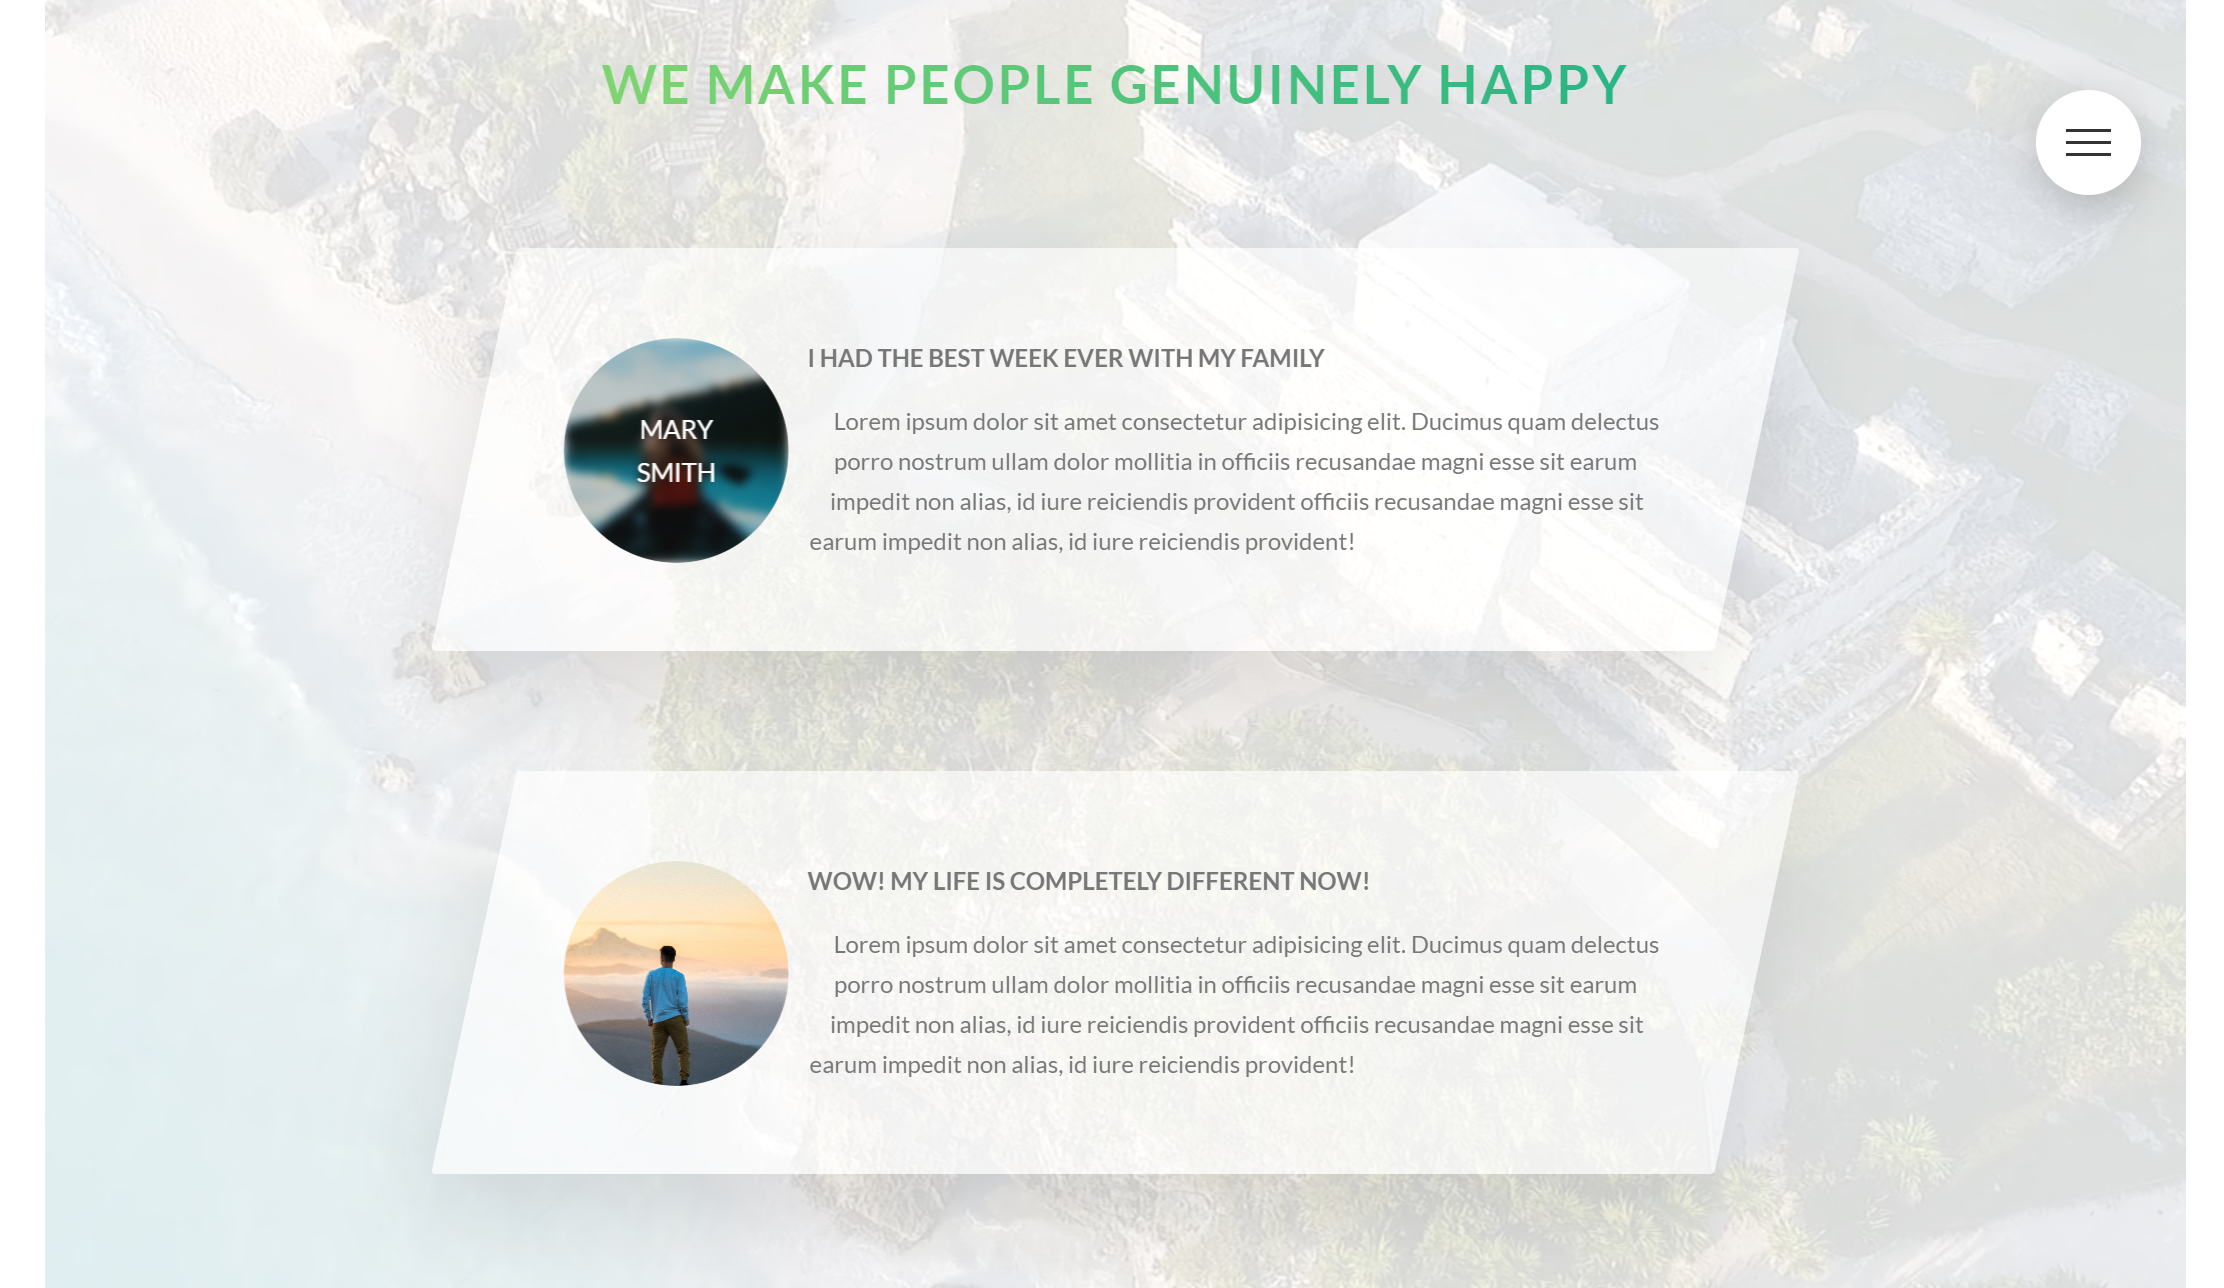 WE MAKE PEOPLE GENUINELY HAPPY
I HAD THE BEST WEEK EVER WITH MY FAMILY
MARY
SMITH
Lorem ipsum dolor sit amet consectetur adipisicing elit. Ducimus quam delectus
porro nostrum ullam dolor mollitia in officiis recusandae magni esse sit earum
impedit non alias, id iure reiciendis provident officiis recusandae magni esse sit
earum impedit non alias, id iure reiciendis provident!
WOW! MY LIFE IS COMPLETELY DIFFERENT NOW!
Lorem ipsum dolor sit amet consectetur adipisicing elit. Ducimus quam delectus
porro nostrum ullam dolor mollitia in officiis recusandae magni esse sit earum
impedit non alias, id iure reiciendis provident officiis recusandae magni esse sit
earum impedit non alias, id iure reiciendis provident!